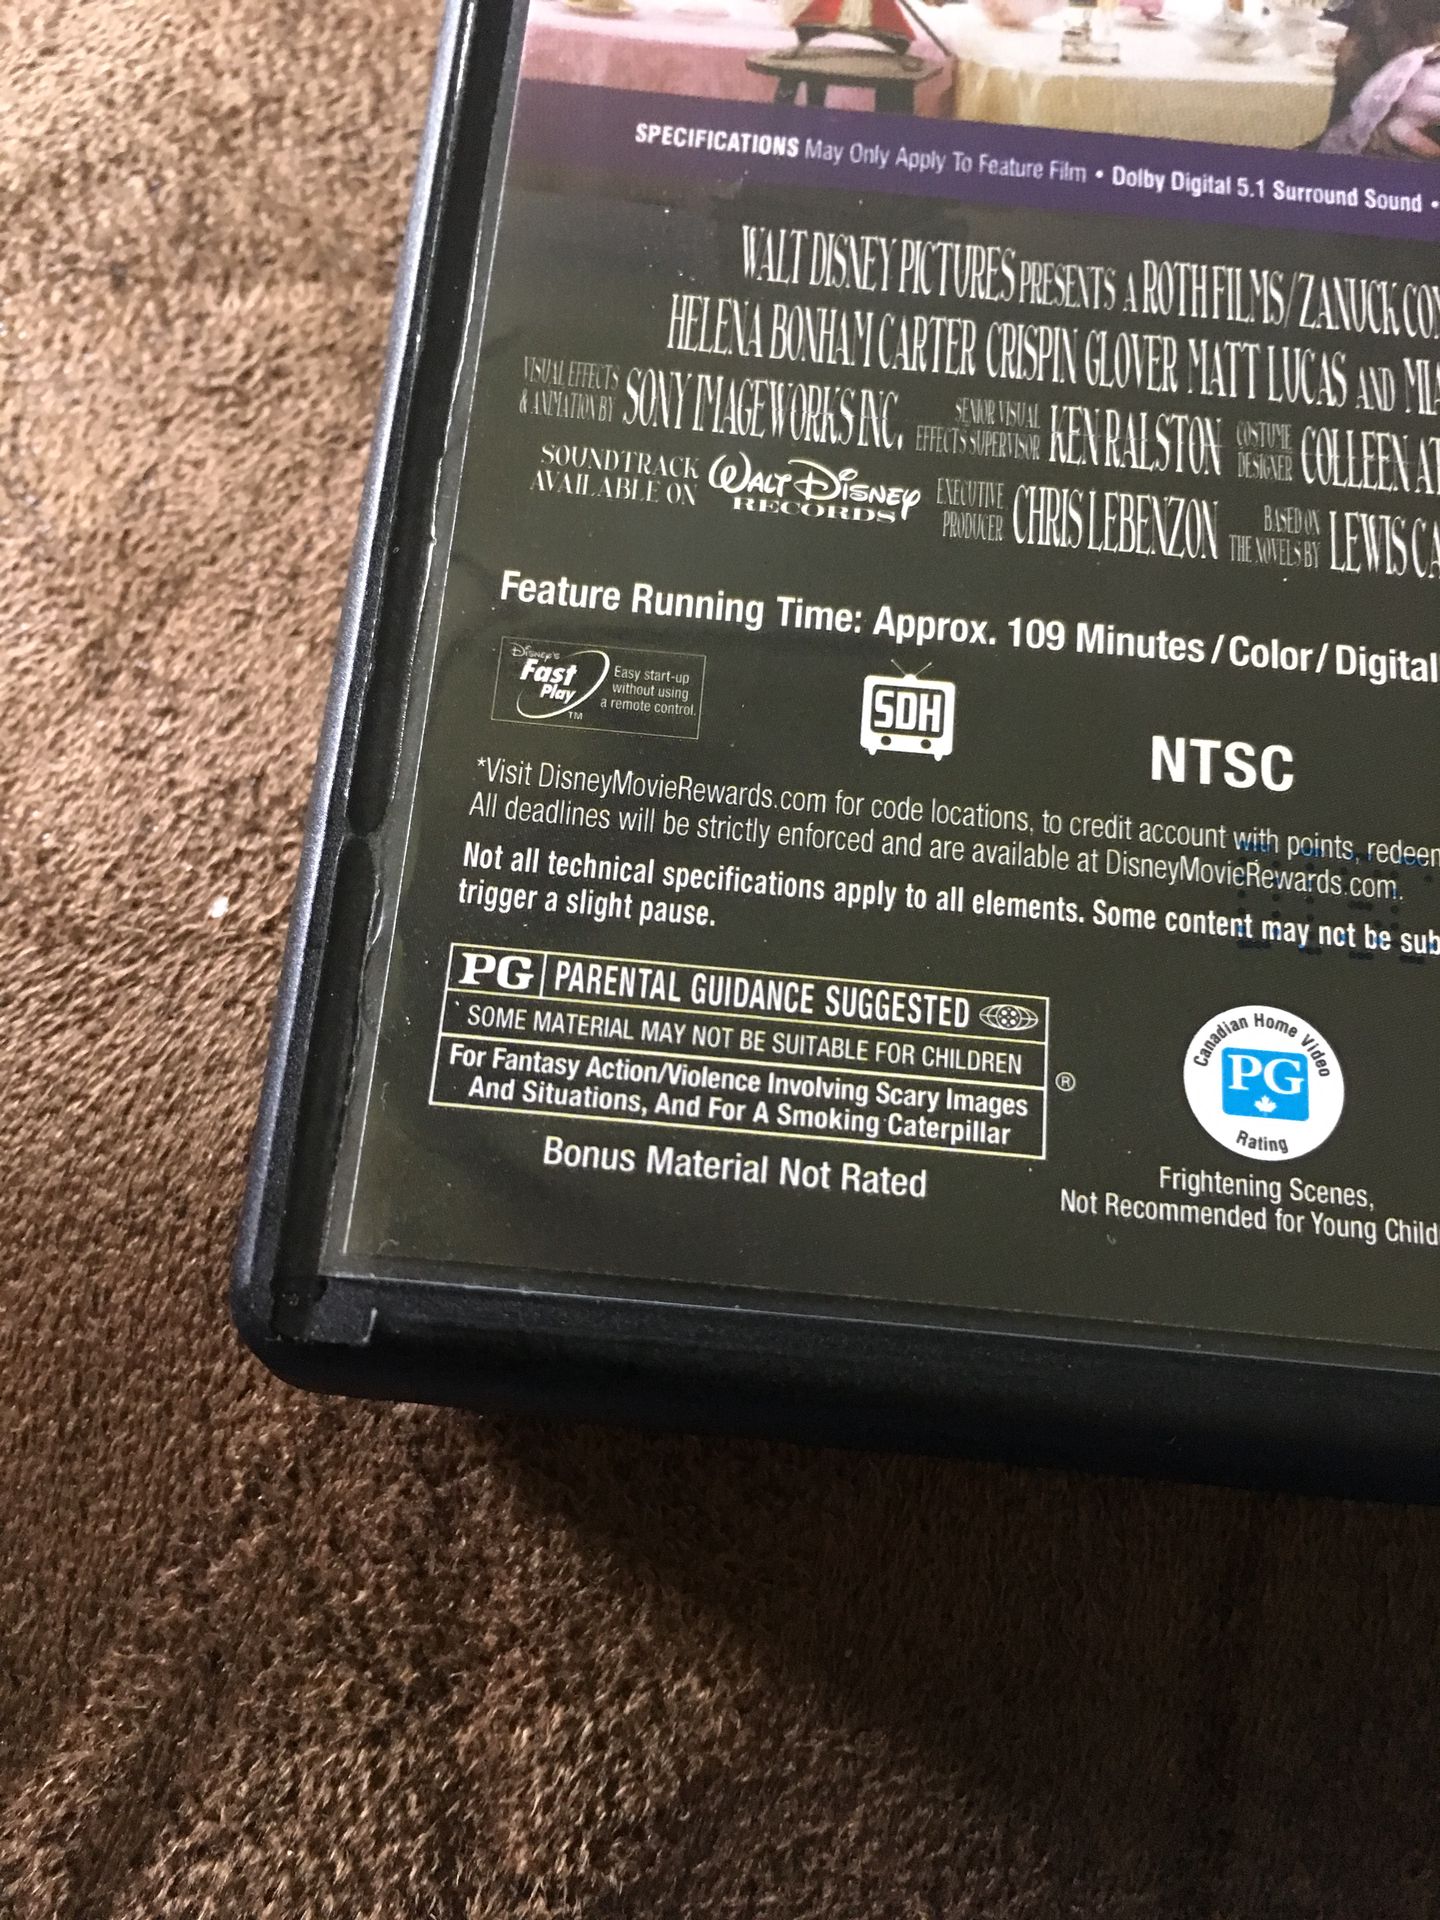 SPECIFICATIONS May Only Apply To Feature Film • Dolby Digital 5.1 Surround Sound •
WALT DISNEY PICTURES PRESENTS A ROTH FILMS/ZANUCK
HELENA BONHAM CARTER CRISPIN GLOVER MATT LUCAS AND
VISUAL EFFECTS & ANIMATION BY SONY IMAGEWORKS INC. SENIOR VISUAL EFFECTS SUPERVISOR KEN RALSTON COSTUME DESIGNER COLLEEN
SOUNDTRACK AVAILABLE ON WALT DISNEY RECORDS EXECUTIVE PRODUCER CHRIS LEBENZON BASED ON THE NOVELS BY LEWIS
Feature Running Time: Approx. 109 Minutes / Color / Digital
Disney's
Fast
Play
TM
Easy start-up
without using
a remote control.
SDH
NTSC
*Visit DisneyMovieRewards.com for code locations, to credit account with points, redeem
All deadlines will be strictly enforced and are available at DisneyMovieRewards.com.
Not all technical specifications apply to all elements. Some content may not be sub
trigger a slight pause.
PG PARENTAL GUIDANCE SUGGESTED
SOME MATERIAL MAY NOT BE SUITABLE FOR CHILDREN
For Fantasy Action/Violence Involving Scary Images
And Situations, And For A Smoking Caterpillar
®
Bonus Material Not Rated
Canadian Home Video
PG
Rating
Frightening Scenes,
Not Recommended for Young Child